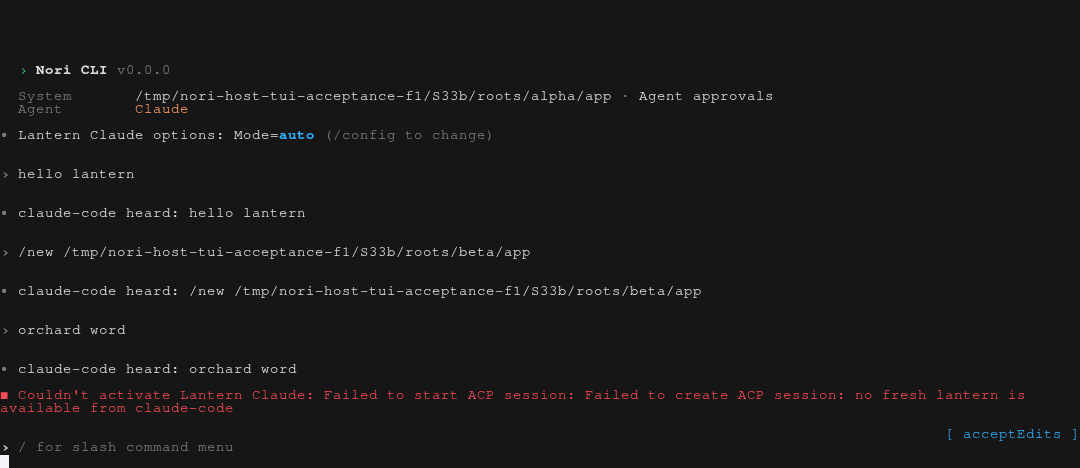 › Nori CLI v0.0.0
System /tmp/nori-host-tui-acceptance-f1/S33b/roots/alpha/app · Agent approvals
Agent Claude
• Lantern Claude options: Mode=auto (/config to change)
› hello lantern
• claude-code heard: hello lantern
› /new /tmp/nori-host-tui-acceptance-f1/S33b/roots/beta/app
• claude-code heard: /new /tmp/nori-host-tui-acceptance-f1/S33b/roots/beta/app
› orchard word
• claude-code heard: orchard word
■ Couldn't activate Lantern Claude: Failed to start ACP session: Failed to create ACP session: no fresh lantern is
available from claude-code
[ acceptEdits ]
› / for slash command menu